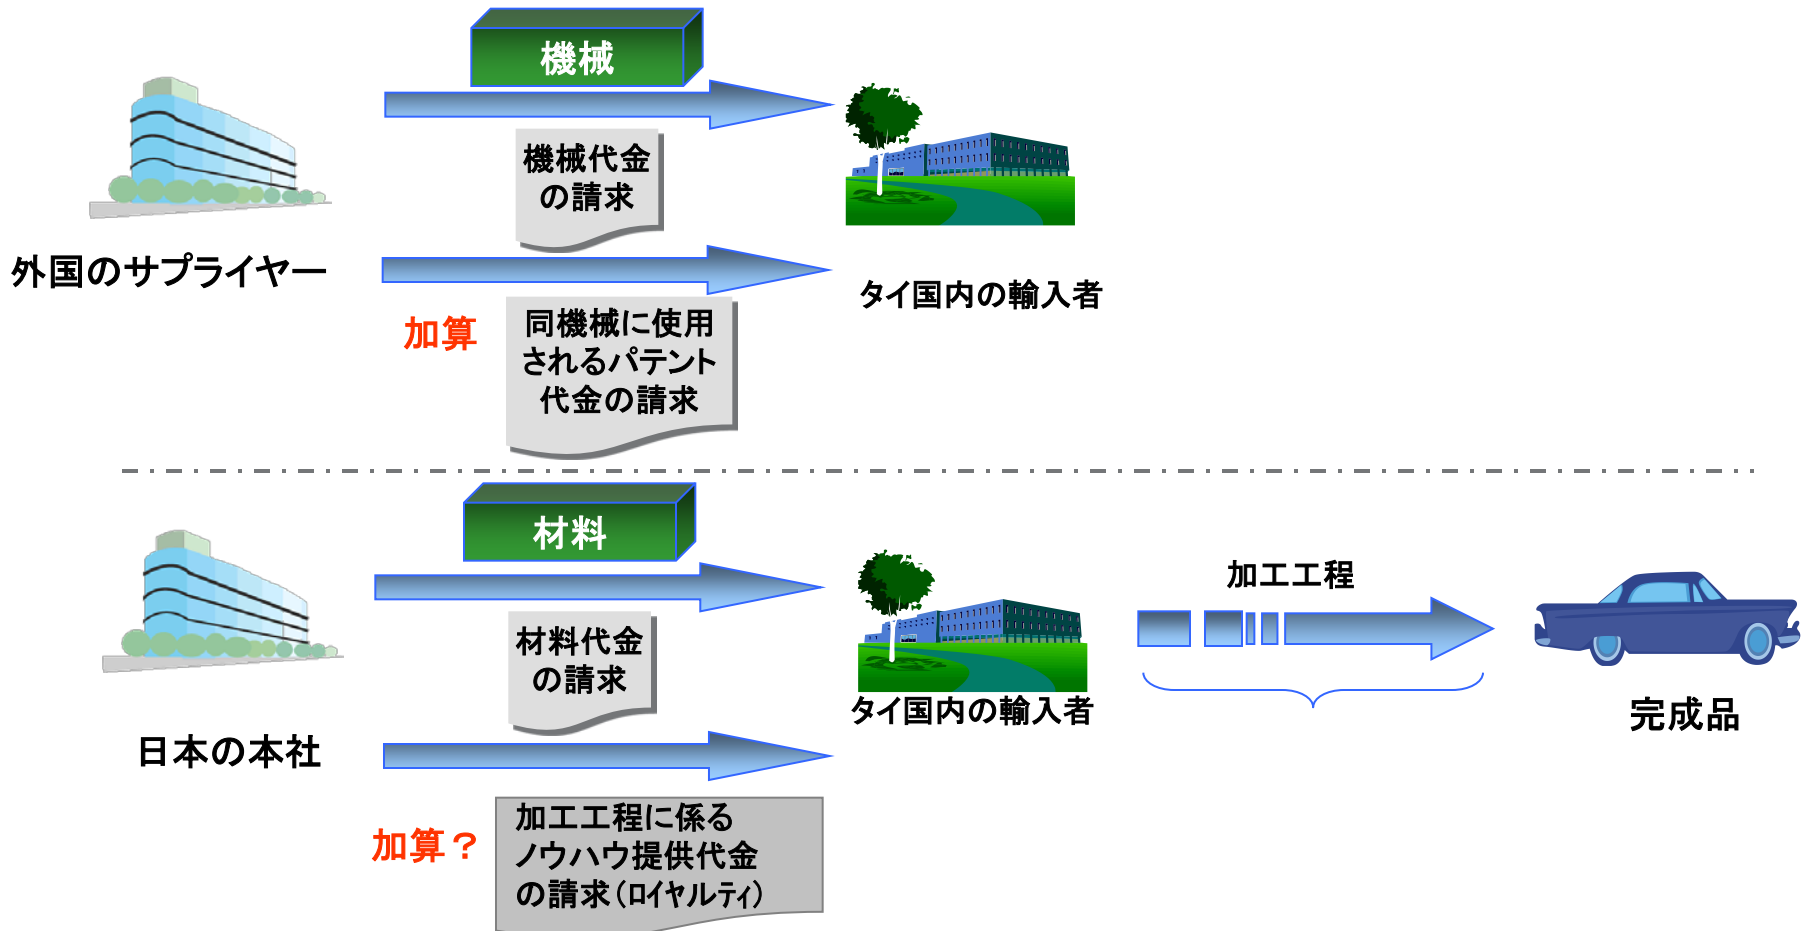 機械
機械代金
の請求
外国のサプライヤー
タイ国内の輸入者
加算
同機械に使用
されるパテント
代金の請求
材料
材料代金
の請求
加工工程
タイ国内の輸入者
日本の本社
完成品
加算？
加工工程に係る
ノウハウ提供代金
の請求（ロイヤルティ）